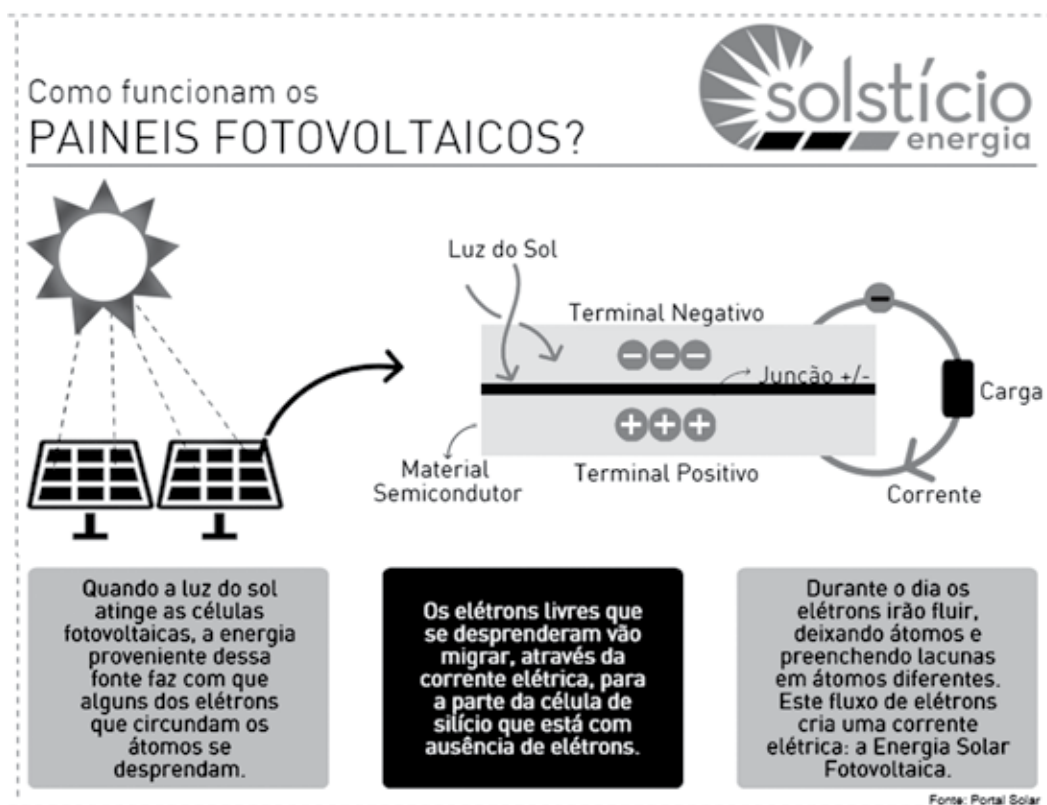 Como funcionam os
PAINEIS FOTOVOLTAICOS?
solstício
energia
Luz do Sol
Terminal Negativo
Junção +/-
Carga
Material
Semicondutor
Terminal Positivo
Corrente
Quando a luz do sol
atinge as células
fotovoltaicas, a energia
proveniente dessa
fonte faz com que
alguns dos elétrons
que circundam os
átomos se
desprendam.
Os elétrons livres que
se desprenderam vão
migrar, através da
corrente elétrica, para
a parte da célula de
silício que está com
ausência de elétrons.
Durante o dia os
elétrons irão fluir,
deixando átomos e
preenchendo lacunas
em átomos diferentes.
Este fluxo de elétrons
cria uma corrente
elétrica: a Energia Solar
Fotovoltaica.
Fonte: Portal Solar